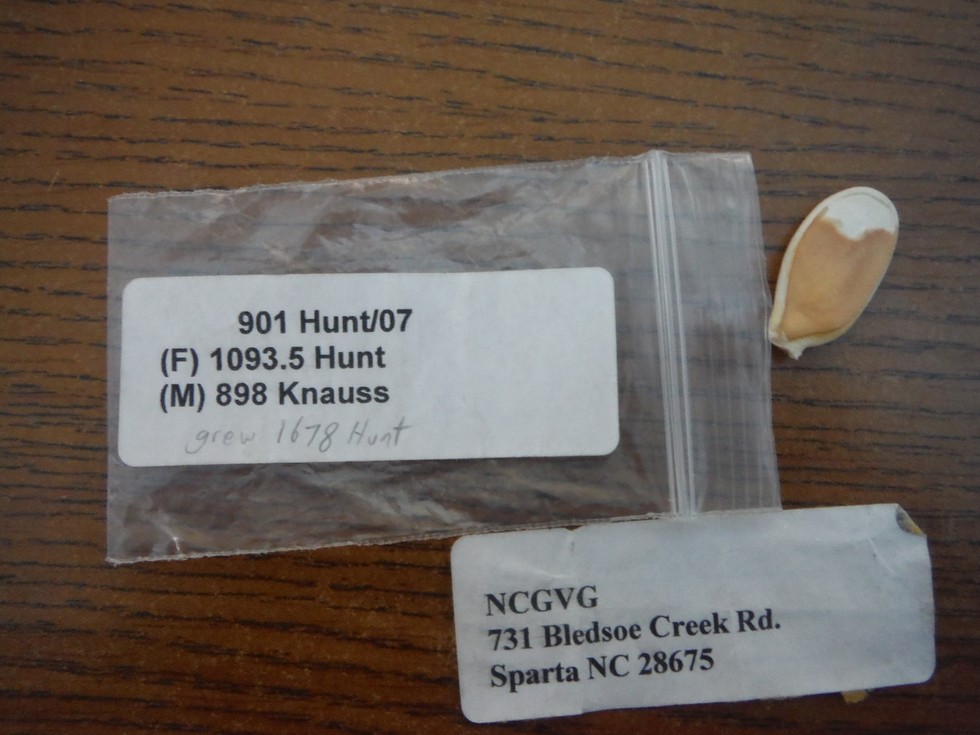 901 Hunt/07
(F) 1093.5 Hunt
(M) 898 Knauss
grew 1678 Hunt
NCGVG
731 Bledsoe Creek Rd.
Sparta NC 28675